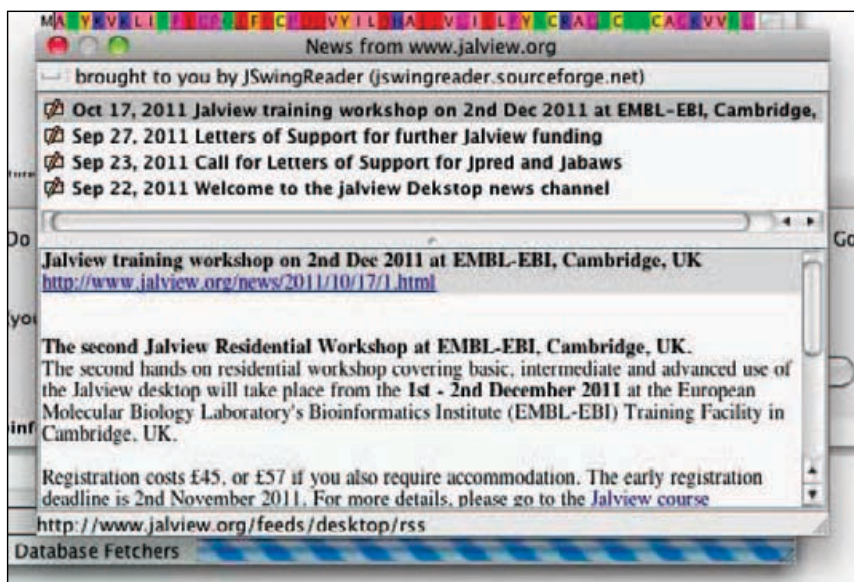 News from www.jalview.org
brought to you by JSwingReader (jswingreader.sourceforge.net)
Oct 17, 2011 Jalview training workshop on 2nd Dec 2011 at EMBL-EBI, Cambridge,
Sep 27, 2011 Letters of Support for further Jalview funding
Sep 23, 2011 Call for Letters of Support for Jpred and Jabaws
Sep 22, 2011 Welcome to the jalview Dekstop news channel
Do
Go
Jalview training workshop on 2nd Dec 2011 at EMBL-EBI, Cambridge, UK
http://www.jalview.org/news/2011/10/17/1.html
The second Jalview Residential Workshop at EMBL-EBI, Cambridge, UK.
The second hands on residential workshop covering basic, intermediate and advanced use of
the Jalview desktop will take place from the 1st - 2nd December 2011 at the European
Molecular Biology Laboratory's Bioinformatics Institute (EMBL-EBI) Training Facility in
Cambridge, UK.
Registration costs £45, or £57 if you also require accommodation. The early registration
deadline is 2nd November 2011. For more details, please go to the Jalview course
http://www.jalview.org/feeds/desktop/rss
Database Fetchers